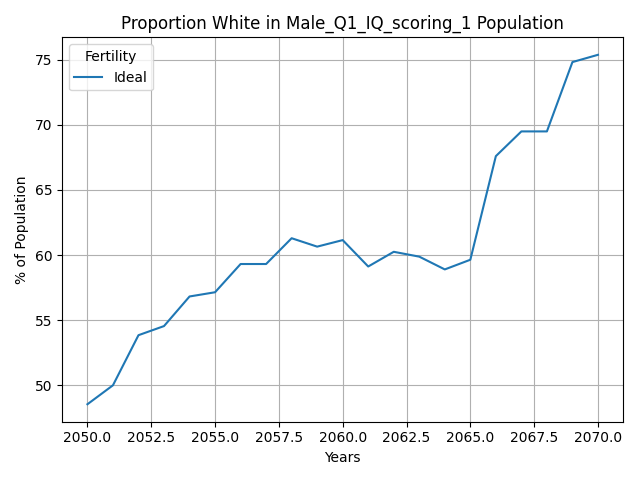 Proportion White in Male_Q1_IQ_scoring_1 Population
Fertility
Ideal
% of Population
75
70
65
60
55
50
2050.0 2052.5 2055.0 2057.5 2060.0 2062.5 2065.0 2067.5 2070.0
Years